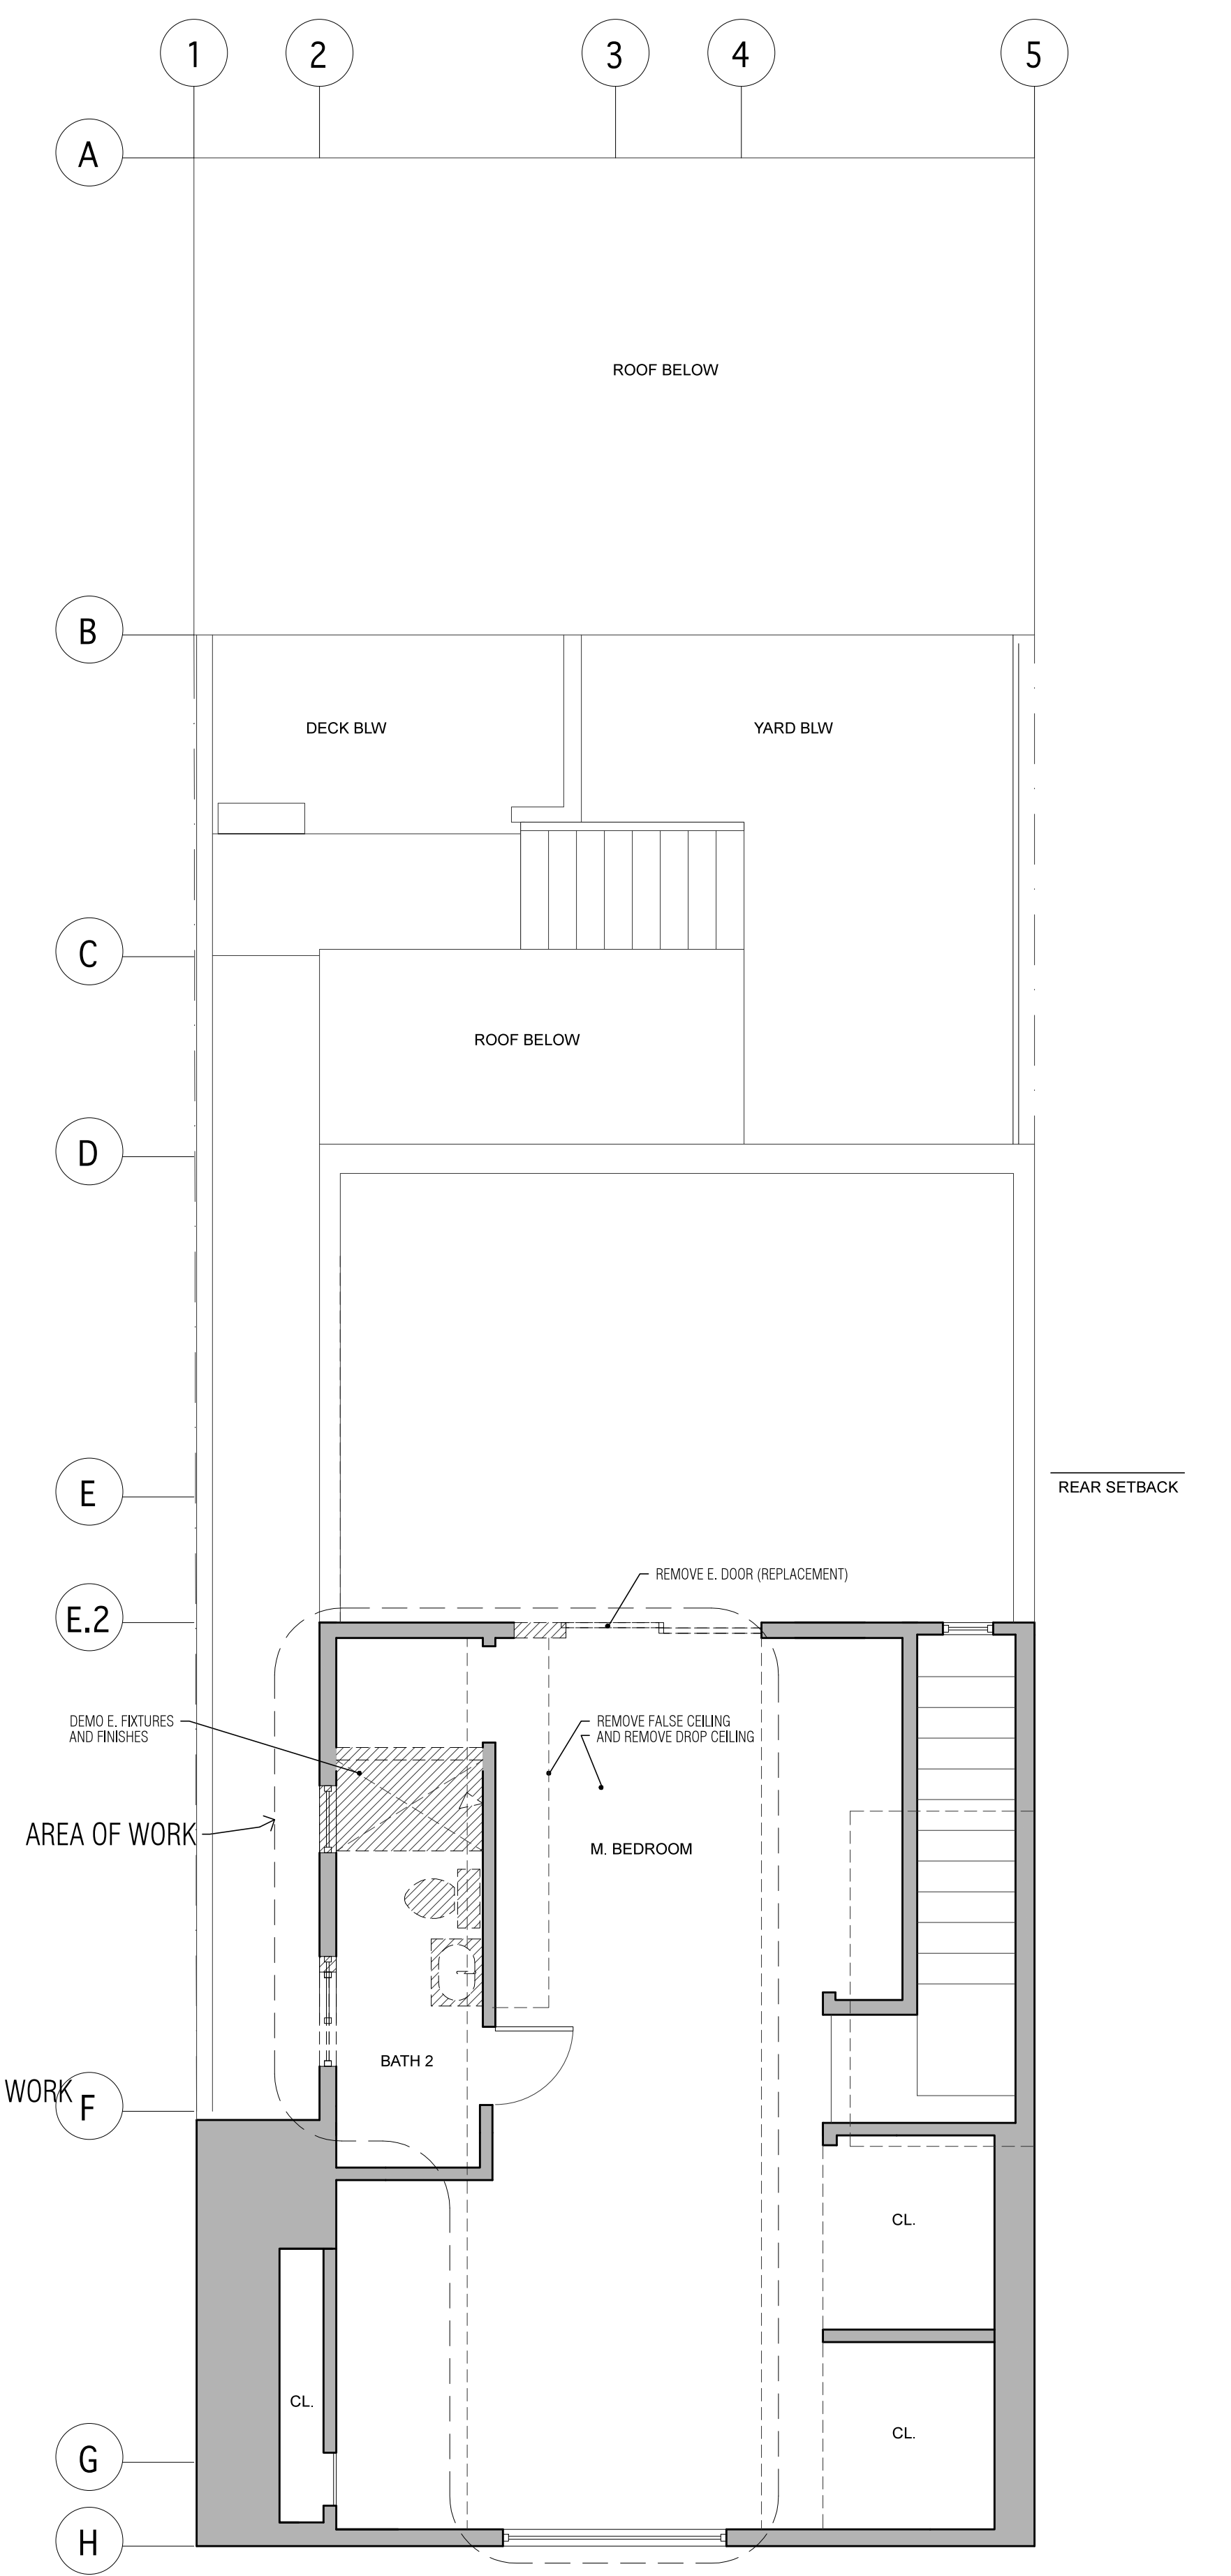 1 2 3 4 5
A
ROOF BELOW
B
DECK BLW YARD BLW
C
ROOF BELOW
D
E
REAR SETBACK
REMOVE E. DOOR (REPLACEMENT)
E.2
DEMO E. FIXTURES
AND FINISHES
REMOVE FALSE CEILING
AND REMOVE DROP CEILING
AREA OF WORK
M. BEDROOM
BATH 2
WORK
F
CL.
CL.
CL.
G
H